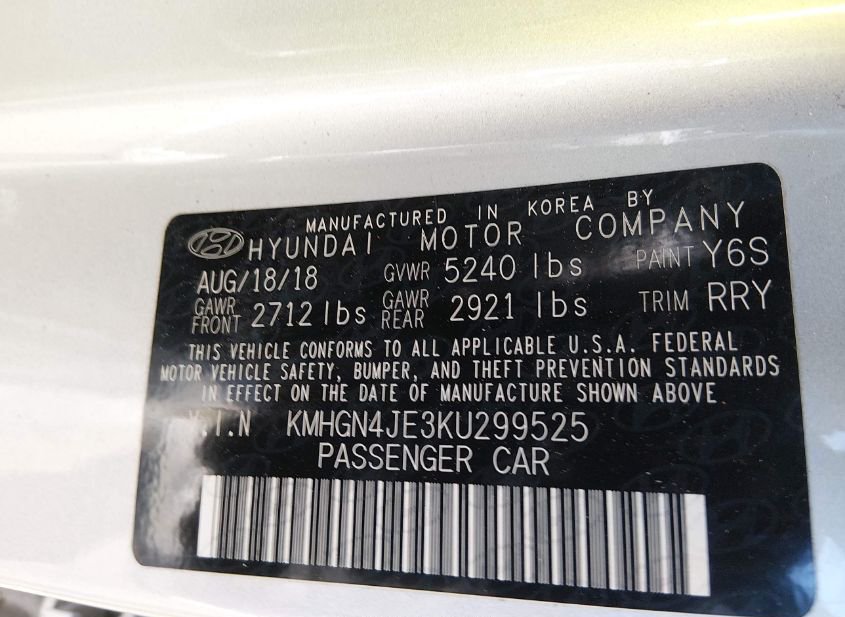 MANUFACTURED IN KOREA BY
HYUNDAI MOTOR COMPANY
AUG/18/18 GVWR 5240 lbs PAINT Y6S
GAWR FRONT 2712 lbs GAWR REAR 2921 lbs TRIM RRY
THIS VEHICLE CONFORMS TO ALL APPLICABLE U.S.A. FEDERAL
MOTOR VEHICLE SAFETY, BUMPER, AND THEFT PREVENTION STANDARDS
IN EFFECT ON THE DATE OF MANUFACTURE SHOWN ABOVE.
V.I.N KMHGN4JE3KU299525
PASSENGER CAR